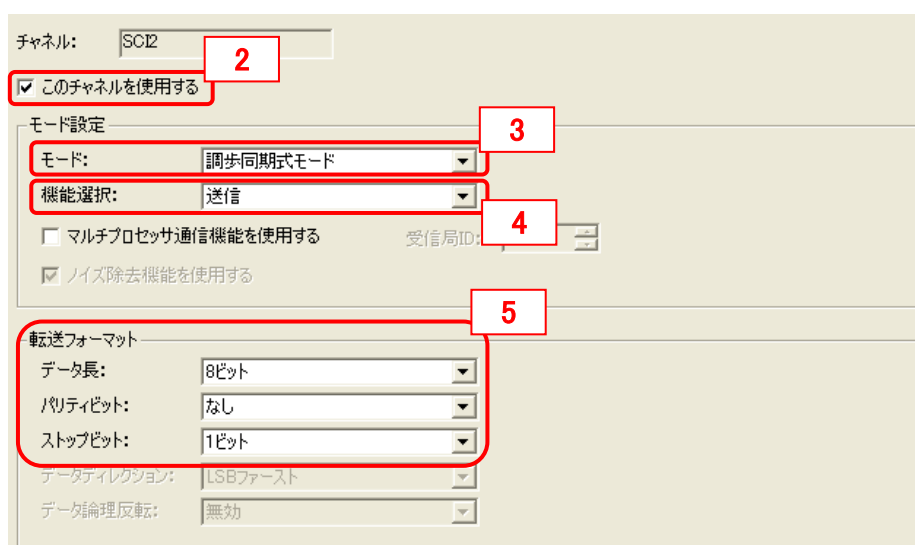 チャネル: SCI2
2
このチャネルを使用する
モード設定
3
モード: 調歩同期式モード
機能選択: 送信
4
マルチプロセッサ通信機能を使用する 受信局ID:
ノイズ除去機能を使用する
5
転送フォーマット
データ長: 8ビット
パリティビット: なし
ストップビット: 1ビット
データディレクション: LSBファースト
データ論理反転: 無効